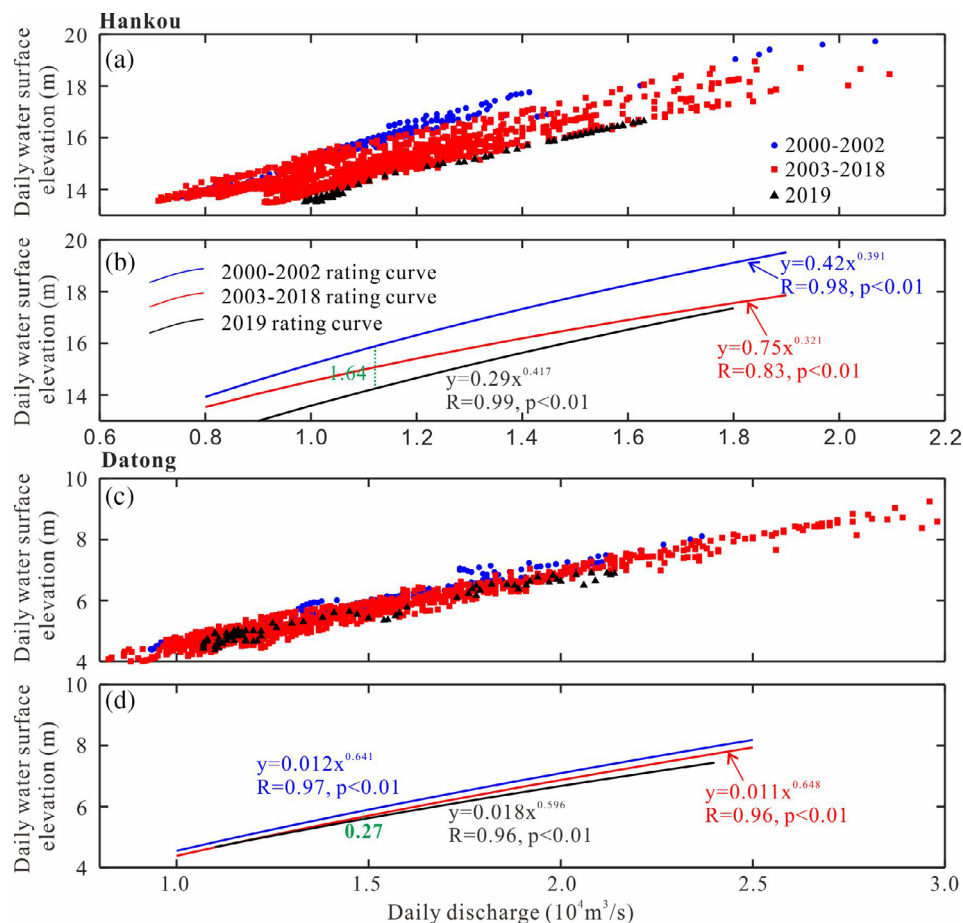 Hankou
Daily water surface
elevation (m)
20
18
16
14
(a)
2000-2002
2003-2018
2019
Daily water surface
elevation (m)
20
18
16
14
(b)
2000-2002 rating curve
2003-2018 rating curve
2019 rating curve
y=0.42x^0.391
R=0.98, p<0.01
y=0.75x^0.321
R=0.83, p<0.01
1.64
y=0.29x^0.417
R=0.99, p<0.01
0.6 0.8 1.0 1.2 1.4 1.6 1.8 2.0 2.2
Datong
Daily water surface
elevation (m)
10
8
6
4
(c)
Daily water surface
elevation (m)
10
8
6
4
(d)
y=0.012x^0.641
R=0.97, p<0.01
0.27
y=0.018x^0.596
R=0.96, p<0.01
y=0.011x^0.648
R=0.96, p<0.01
1.0 1.5 2.0 2.5 3.0
Daily discharge (10^4m^3/s)